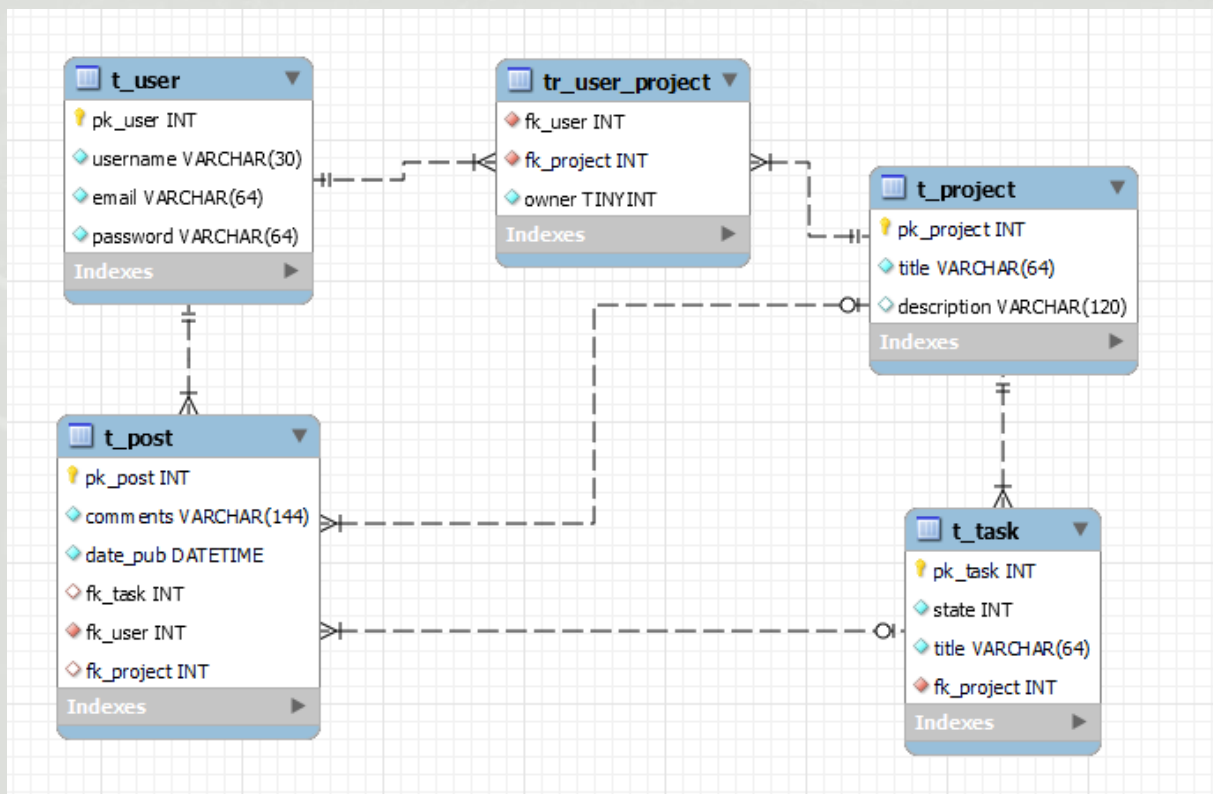 t_user
pk_user INT
username VARCHAR(30)
email VARCHAR(64)
password VARCHAR(64)
Indexes
tr_user_project
fk_user INT
fk_project INT
owner TINYINT
Indexes
t_project
pk_project INT
title VARCHAR(64)
description VARCHAR(120)
Indexes
t_post
pk_post INT
comments VARCHAR(144)
date_pub DATETIME
fk_task INT
fk_user INT
fk_project INT
Indexes
t_task
pk_task INT
state INT
title VARCHAR(64)
fk_project INT
Indexes